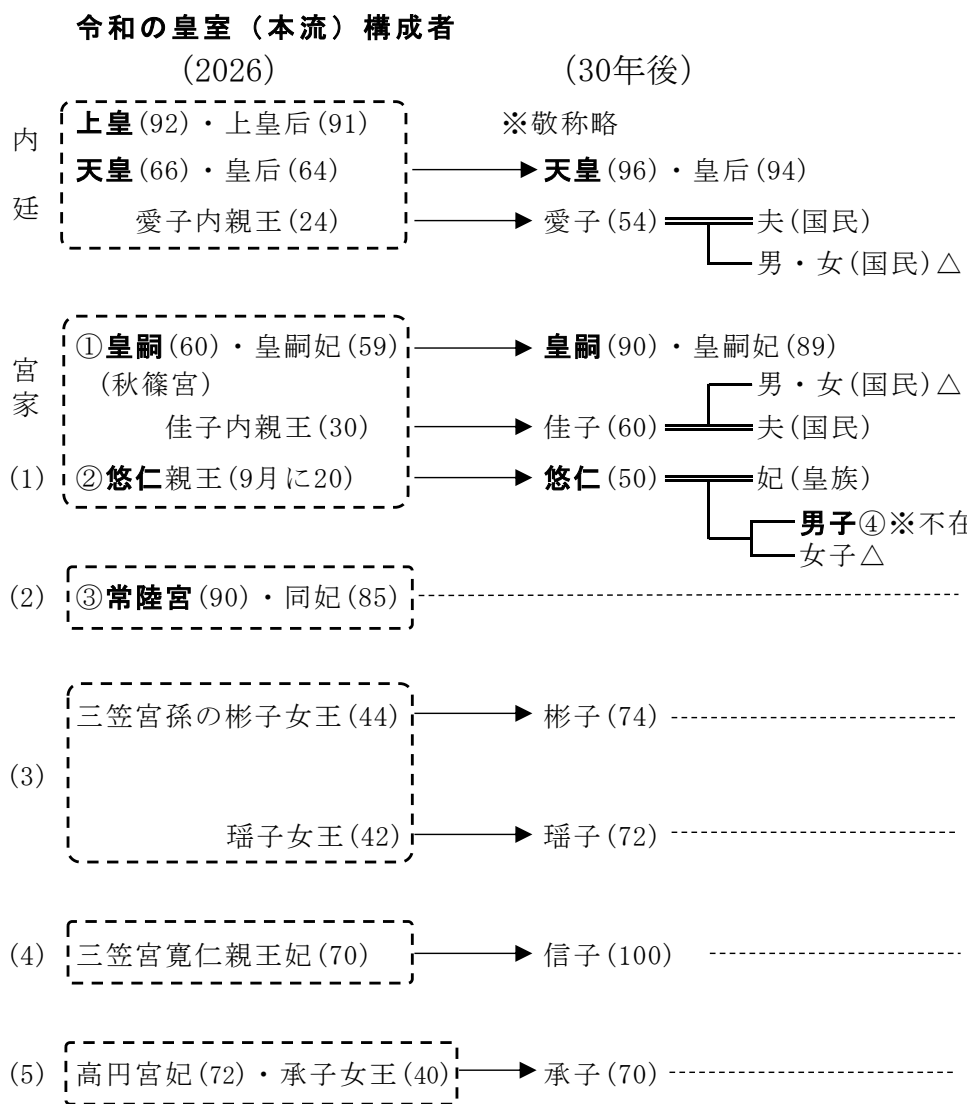 令和の皇室（本流）構成者
(2026) (30年後)
内廷
上皇(92)・上皇后(91) ※敬称略
天皇(66)・皇后(64) 天皇(96)・皇后(94)
愛子内親王(24) 愛子(54) 夫(国民)
男・女(国民)△
宮家
①皇嗣(60)・皇嗣妃(59) 皇嗣(90)・皇嗣妃(89)
(秋篠宮) 男・女(国民)△
佳子内親王(30) 佳子(60) 夫(国民)
(1) ②悠仁親王(9月に20) 悠仁(50) 妃(皇族)
男子④※不在
女子△
(2) ③常陸宮(90)・同妃(85)
三笠宮孫の彬子女王(44) 彬子(74)
(3)
瑶子女王(42) 瑶子(72)
(4) 三笠宮寛仁親王妃(70) 信子(100)
(5) 高円宮妃(72)・承子女王(40) 承子(70)